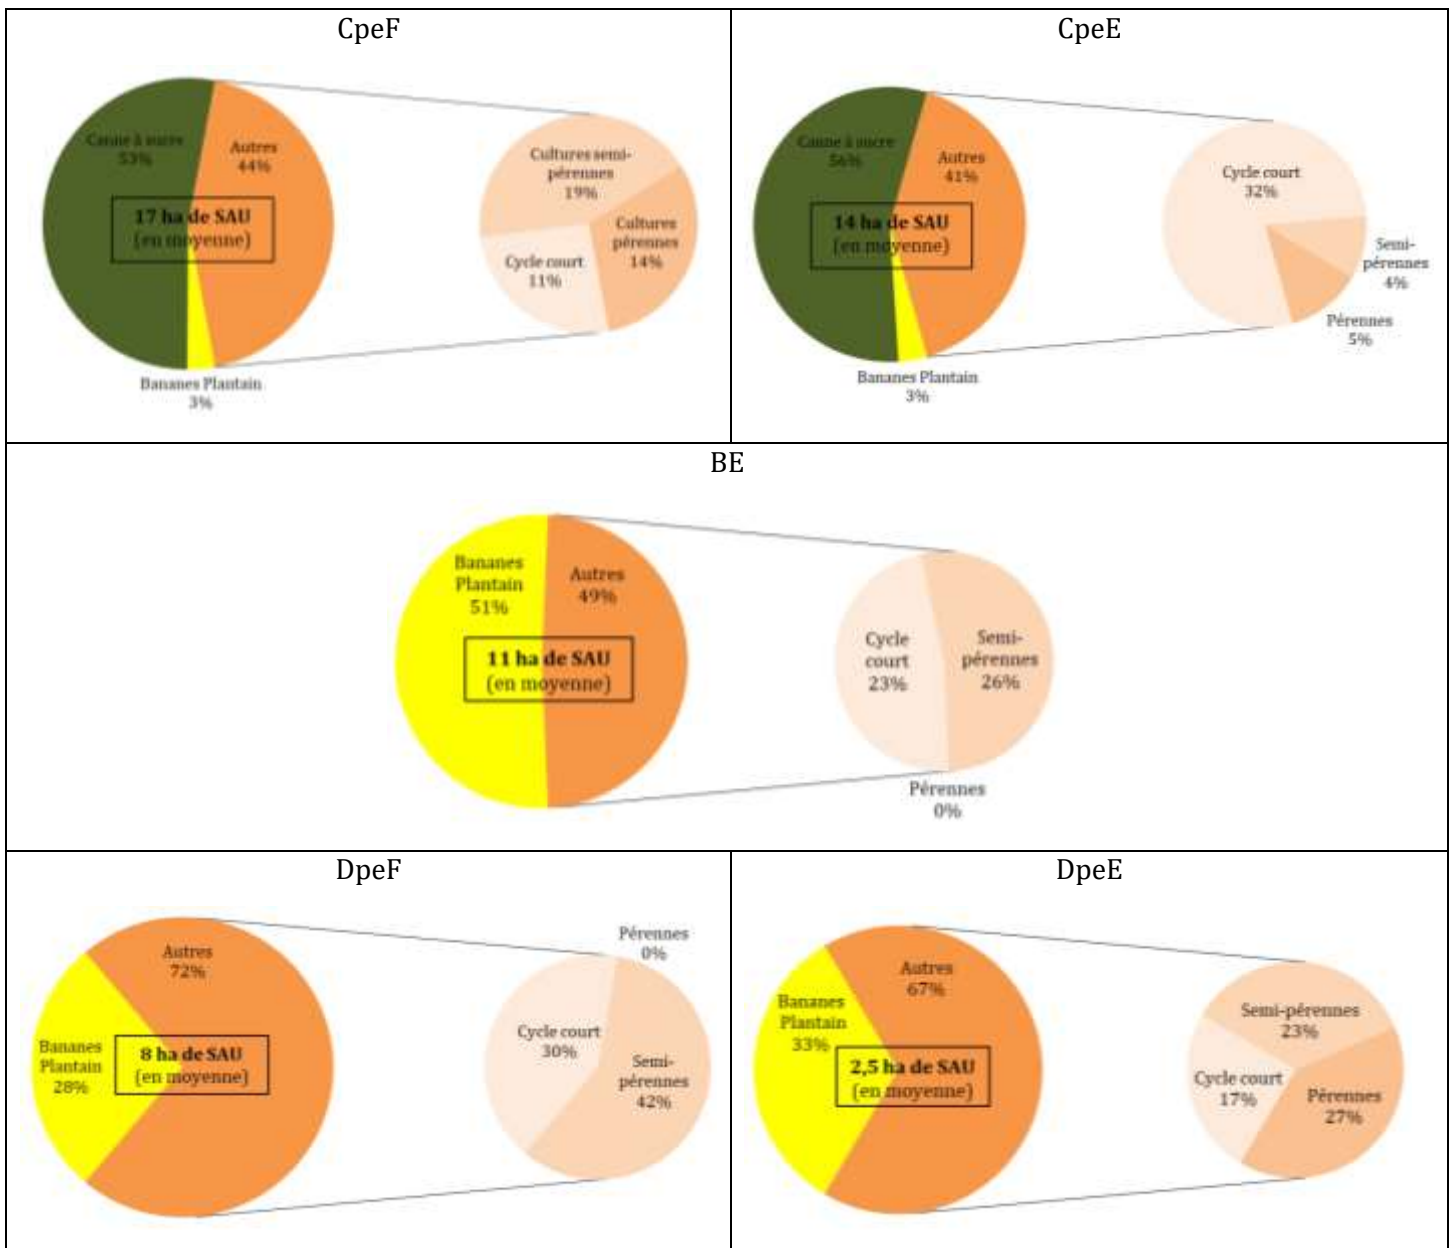 CpeF
Canne à sucre
53%
Autres
44%
17 ha de SAU
(en moyenne)
Bananes Plantain
3%
Cultures semi-
pérennes
19%
Cultures
pérennes
14%
Cycle court
11%
CpeE
Canne à sucre
56%
Autres
41%
14 ha de SAU
(en moyenne)
Bananes Plantain
3%
Cycle court
32%
Semi-
pérennes
4%
Pérennes
5%
BE
Bananes
Plantain
51%
Autres
49%
11 ha de SAU
(en moyenne)
Cycle
court
23%
Semi-
pérennes
26%
Pérennes
0%
DpeF
Autres
72%
Bananes
Plantain
28%
8 ha de SAU
(en moyenne)
Pérennes
0%
Cycle court
30%
Semi-
pérennes
42%
DpeE
Autres
67%
Bananes
Plantain
33%
2,5 ha de SAU
(en moyenne)
Semi-pérennes
23%
Cycle court
17%
Pérennes
27%